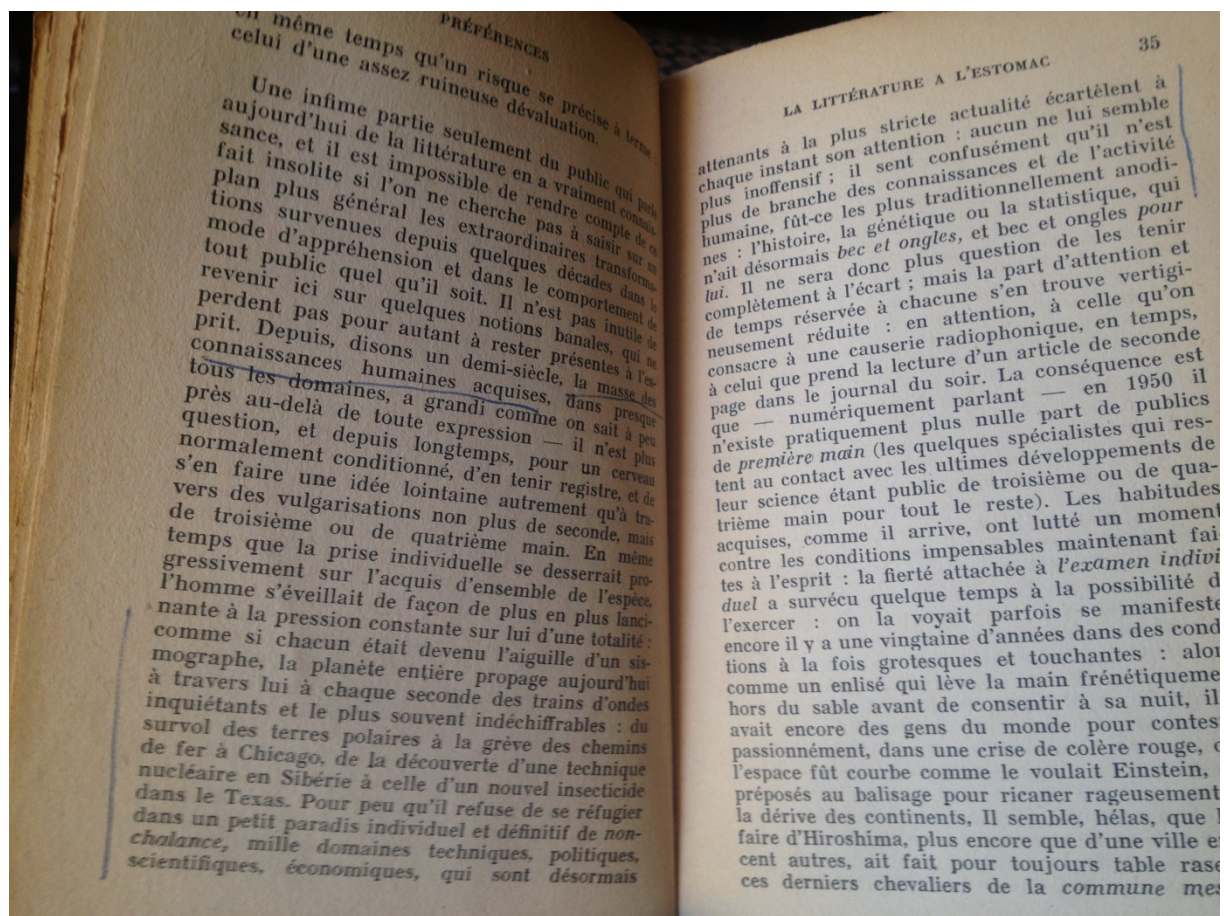 PRÉFÉRENCES
en même temps qu'un risque se précise à terme :
celui d'une assez ruineuse dévaluation.
Une infime partie seulement du public qui parle
aujourd'hui de la littérature en a vraiment connais-
sance, et il est impossible de rendre compte de ce
fait insolite si l'on ne cherche pas à saisir sur un
plan plus général les extraordinaires transforma-
tions survenues depuis quelques décades dans le
mode d'appréhension et dans le comportement de
tout public quel qu'il soit. Il n'est pas inutile de
revenir ici sur quelques notions banales, qui ne
perdent pas pour autant à rester présentes à l'es-
prit. Depuis, disons un demi-siècle, la masse des
connaissances humaines acquises, dans presque
tous les domaines, a grandi comme on sait à peu
près au-delà de toute expression — il n'est plus
question, et depuis longtemps, pour un cerveau
normalement conditionné, d'en tenir registre, et de
s'en faire une idée lointaine autrement qu'à tra-
vers des vulgarisations non plus de seconde, mais
de troisième ou de quatrième main. En même
temps que la prise individuelle se desserrait pro-
gressivement sur l'acquis d'ensemble de l'espèce,
l'homme s'éveillait de façon de plus en plus lanci-
nante à la pression constante sur lui d'une totalité :
comme si chacun était devenu l'aiguille d'un sis-
mographe, la planète entière propage aujourd'hui
à travers lui à chaque seconde des trains d'ondes
inquiétants et le plus souvent indéchiffrables : du
survol des terres polaires à la grève des chemins
de fer à Chicago, de la découverte d'une technique
nucléaire en Sibérie à celle d'un nouvel insecticide
dans le Texas. Pour peu qu'il refuse de se réfugier
dans un petit paradis individuel et définitif de non-
chalance, mille domaines techniques, politiques,
scientifiques, économiques, qui sont désormais
LA LITTÉRATURE A L'ESTOMAC 35
attenants à la plus stricte actualité écartèlent à
chaque instant son attention : aucun ne lui semble
plus inoffensif ; il sent confusément qu'il n'est
plus de branche des connaissances et de l'activité
humaine, fût-ce les plus traditionnellement anodi-
nes : l'histoire, la génétique ou la statistique, qui
n'ait désormais bec et ongles, et bec et ongles pour
lui. Il ne sera donc plus question de les tenir
complètement à l'écart ; mais la part d'attention et
de temps réservée à chacune s'en trouve vertigi-
neusement réduite : en attention, à celle qu'on
consacre à une causerie radiophonique, en temps,
à celui que prend la lecture d'un article de seconde
page dans le journal du soir. La conséquence est
que — numériquement parlant — en 1950 il
n'existe pratiquement plus nulle part de publics
de première main (les quelques spécialistes qui res-
tent au contact avec les ultimes développements de
leur science étant public de troisième ou de qua-
trième main pour tout le reste). Les habitudes
acquises, comme il arrive, ont lutté un moment
contre les conditions impensables maintenant fai-
tes à l'esprit : la fierté attachée à l'examen indivi
duel a survécu quelque temps à la possibilité d
l'exercer : on la voyait parfois se manifeste
encore il y a une vingtaine d'années dans des cond
tions à la fois grotesques et touchantes : alor
comme un enlisé qui lève la main frénétiqueme
hors du sable avant de consentir à sa nuit, il
avait encore des gens du monde pour contes
passionnément, dans une crise de colère rouge, 
l'espace fût courbe comme le voulait Einstein,
préposés au balisage pour ricaner rageusement
la dérive des continents, Il semble, hélas, que l
faire d'Hiroshima, plus encore que d'une ville e
cent autres, ait fait pour toujours table rase
ces derniers chevaliers de la commune mes